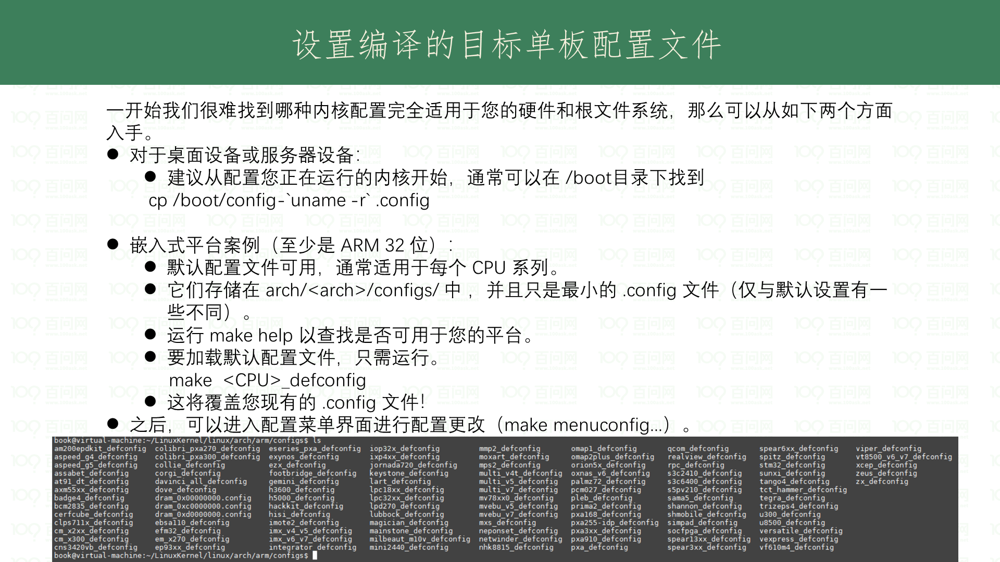 设置编译的目标单板配置文件
一开始我们很难找到哪种内核配置完全适用于您的硬件和根文件系统，那么可以从如下两个方面
入手。
● 对于桌面设备或服务器设备：
● 建议从配置您正在运行的内核开始，通常可以在 /boot目录下找到
cp /boot/config-`uname -r` .config
● 嵌入式平台案例（至少是 ARM 32 位）：
● 默认配置文件可用，通常适用于每个 CPU 系列。
● 它们存储在 arch/<arch>/configs/ 中 ，并且只是最小的 .config 文件（仅与默认设置有一
些不同）。
● 运行 make help 以查找是否可用于您的平台。
● 要加载默认配置文件，只需运行。
make  <CPU>_defconfig
● 这将覆盖您现有的 .config 文件！
● 之后，可以进入配置菜单界面进行配置更改（make menuconfig...）。
book@virtual-machine:~/LinuxKernel/linux/arch/arm/configs$ ls
am200epdkit_defconfig colibri_pxa270_defconfig eseries_pxa_defconfig iop32x_defconfig mmp2_defconfig omap1_defconfig qcom_defconfig spear6xx_defconfig viper_defconfig
aspeed_g4_defconfig colibri_pxa300_defconfig exynos_defconfig ixp4xx_defconfig moxart_defconfig omap2plus_defconfig realview_defconfig spitz_defconfig vt8500_v6_v7_defconfig
aspeed_g5_defconfig collie_defconfig ezx_defconfig jornada720_defconfig mps2_defconfig orion5x_defconfig rpc_defconfig stm32_defconfig xcep_defconfig
assabet_defconfig corgi_defconfig footbridge_defconfig keystone_defconfig multi_v4t_defconfig oxnas_v6_defconfig s3c2410_defconfig sunxi_defconfig zeus_defconfig
at91_dt_defconfig davinci_all_defconfig gemini_defconfig lart_defconfig multi_v5_defconfig palmz72_defconfig s3c6400_defconfig tango4_defconfig zx_defconfig
axm55xx_defconfig dove_defconfig h3600_defconfig lpc18xx_defconfig multi_v7_defconfig pcm027_defconfig s5pv210_defconfig tct_hammer_defconfig
badge4_defconfig dram_0x00000000.config h5000_defconfig lpc32xx_defconfig mv78xx0_defconfig pleb_defconfig sama5_defconfig tegra_defconfig
bcm2835_defconfig dram_0xc0000000.config hackkit_defconfig lpd270_defconfig mvebu_v5_defconfig prima2_defconfig shannon_defconfig trizeps4_defconfig
cerfcube_defconfig dram_0xd0000000.config hisi_defconfig lubbock_defconfig mvebu_v7_defconfig pxa168_defconfig shmobile_defconfig u300_defconfig
clps711x_defconfig ebsa110_defconfig imote2_defconfig magician_defconfig mxs_defconfig pxa255-idp_defconfig simpad_defconfig u8500_defconfig
cm_x2xx_defconfig efm32_defconfig imx_v4_v5_defconfig mainstone_defconfig neponset_defconfig pxa3xx_defconfig socfpga_defconfig versatile_defconfig
cm_x300_defconfig em_x270_defconfig imx_v6_v7_defconfig milbeaut_m10v_defconfig netwinder_defconfig pxa910_defconfig spear13xx_defconfig vexpress_defconfig
cns3420vb_defconfig ep93xx_defconfig integrator_defconfig mini2440_defconfig nhk8815_defconfig pxa_defconfig spear3xx_defconfig vf610m4_defconfig
book@virtual-machine:~/LinuxKernel/linux/arch/arm/configs$